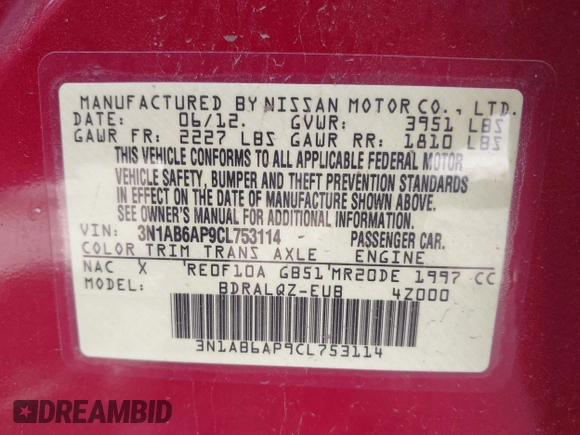 MANUFACTURED BY NISSAN MOTOR CO., LTD.
DATE: 06/12. GVWR: 3951 LBS
GAWR FR: 2227 LBS GAWR RR: 1810 LBS
THIS VEHICLE CONFORMS TO ALL APPLICABLE FEDERAL MOTOR
VEHICLE SAFETY, BUMPER AND THEFT PREVENTION STANDARDS
IN EFFECT ON THE DATE OF MANUFACTURE SHOWN ABOVE.
SEE OWNER'S MANUAL FOR ADDITIONAL INFORMATION.
VIN: 3N1AB6AP9CL753114 PASSENGER CAR.
COLOR TRIM TRANS AXLE ENGINE
NAC X RE0F10A GB51 MR20DE 1997 CC
MODEL: BDRALQZ-EUB 4Z000
3N1AB6AP9CL753114
DREAMBID